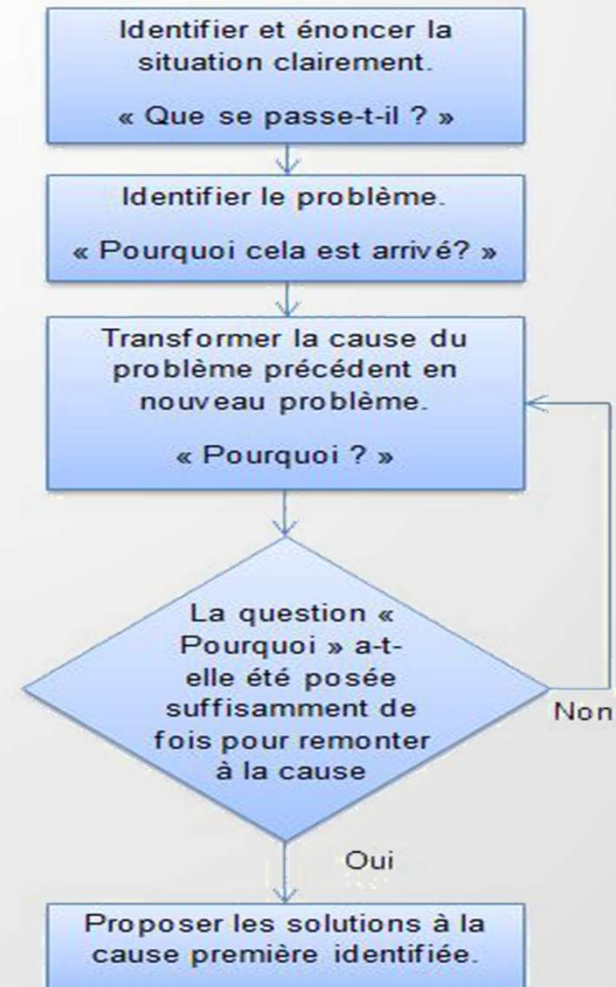 Identifier et énoncer la
situation clairement.
« Que se passe-t-il ? »
Identifier le problème.
« Pourquoi cela est arrivé? »
Transformer la cause du
problème précédent en
nouveau problème.
« Pourquoi ? »
La question «
Pourquoi » a-t-
elle été posée
suffisamment de
fois pour remonter
à la cause
Non
Oui
Proposer les solutions à la
cause première identifiée.